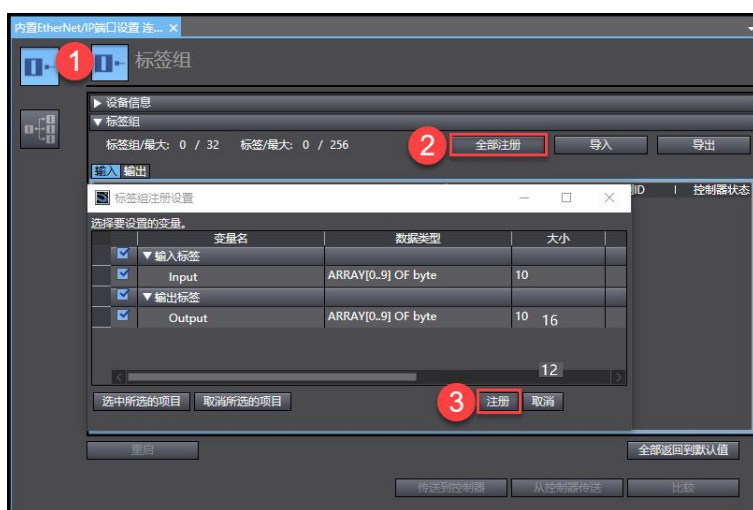 内置EtherNet/IP端口设置 连... ×
1 标签组
▶ 设备信息
▼ 标签组
标签组/最大: 0 / 32 标签/最大: 0 / 256 2 全部注册 导入 导出
输入 输出
标签组注册设置 — □ × ID 控制器状态
选择要设置的变量。
变量名 数据类型 大小
▼ 输入标签
Input ARRAY[0..9] OF byte 10
▼ 输出标签
Output ARRAY[0..9] OF byte 10 16
12
选中所选的项目 取消所选的项目 3 注册 取消
重启 全部返回到默认值
传送到控制器 从控制器传送 比较